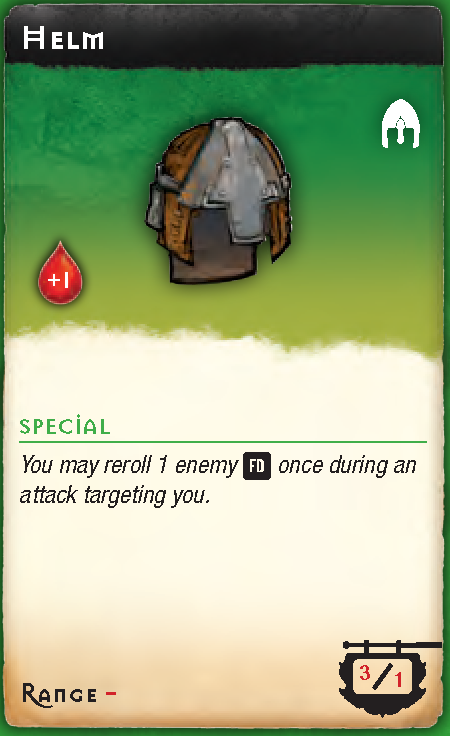 Helm
+1
SPECIAL
You may reroll 1 enemy FD once during an
attack targeting you.
Range -
3/1